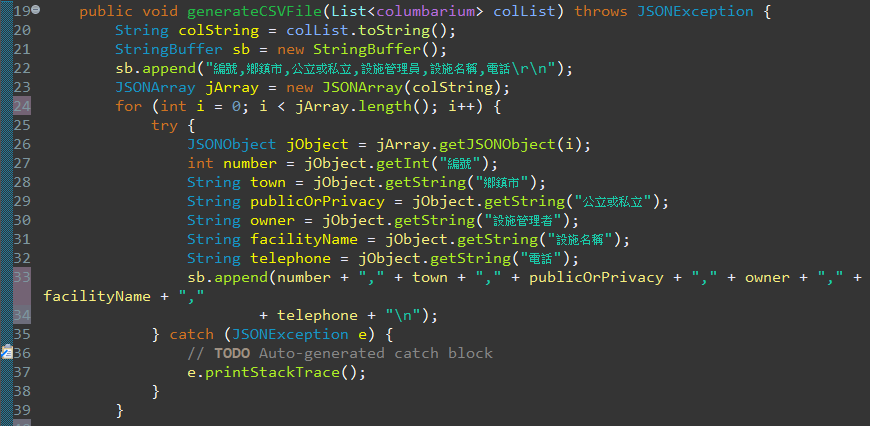 19 public void generateCSVFile(List<columbarium> colList) throws JSONException {
20 String colString = colList.toString();
21 StringBuffer sb = new StringBuffer();
22 sb.append("編號,鄉鎮市,公立或私立,設施管理員,設施名稱,電話\r\n");
23 JSONArray jArray = new JSONArray(colString);
24 for (int i = 0; i < jArray.length(); i++) {
25 try {
26 JSONObject jObject = jArray.getJSONObject(i);
27 int number = jObject.getInt("編號");
28 String town = jObject.getString("鄉鎮市");
29 String publicOrPrivacy = jObject.getString("公立或私立");
30 String owner = jObject.getString("設施管理者");
31 String facilityName = jObject.getString("設施名稱");
32 String telephone = jObject.getString("電話");
33 sb.append(number + "," + town + "," + publicOrPrivacy + "," + owner + "," +
facilityName + ","
34 + telephone + "\n");
35 } catch (JSONException e) {
36 // TODO Auto-generated catch block
37 e.printStackTrace();
38 }
39 }